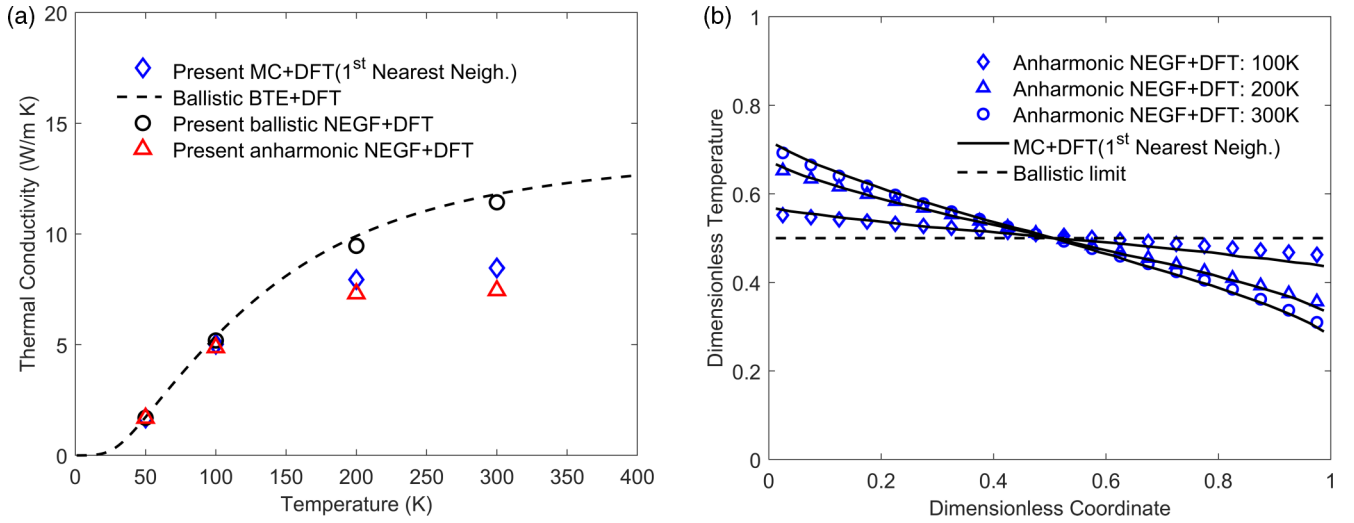 (a)
20
15
10
5
0
Thermal Conductivity (W/m K)
Present MC+DFT(1st Nearest Neigh.)
Ballistic BTE+DFT
Present ballistic NEGF+DFT
Present anharmonic NEGF+DFT
0 50 100 150 200 250 300 350 400
Temperature (K)
(b)
1
0.8
0.6
0.4
0.2
0
Dimensionless Temperature
Anharmonic NEGF+DFT: 100K
Anharmonic NEGF+DFT: 200K
Anharmonic NEGF+DFT: 300K
MC+DFT(1st Nearest Neigh.)
Ballistic limit
0 0.2 0.4 0.6 0.8 1
Dimensionless Coordinate